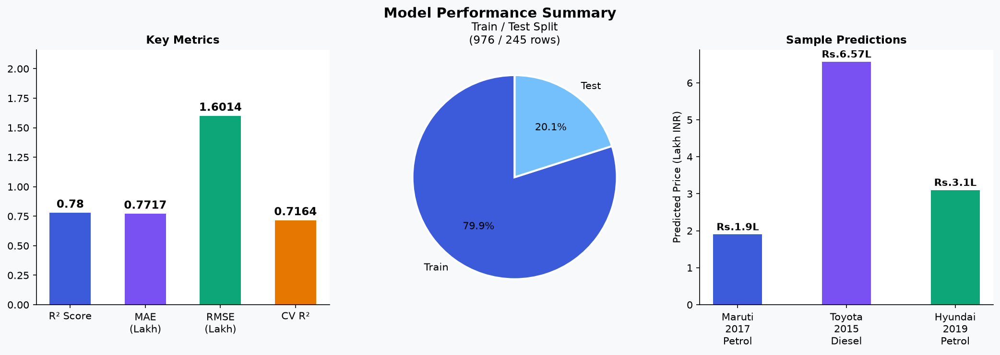 Model Performance Summary
Key Metrics
2.00
1.75
1.50
1.25
1.00
0.75
0.50
0.25
0.00
0.78
0.7717
1.6014
0.7164
R² Score
MAE
(Lakh)
RMSE
(Lakh)
CV R²
Train / Test Split
(976 / 245 rows)
Test
20.1%
79.9%
Train
Sample Predictions
Predicted Price (Lakh INR)
6
5
4
3
2
1
0
Rs.1.9L
Rs.6.57L
Rs.3.1L
Maruti
2017
Petrol
Toyota
2015
Diesel
Hyundai
2019
Petrol